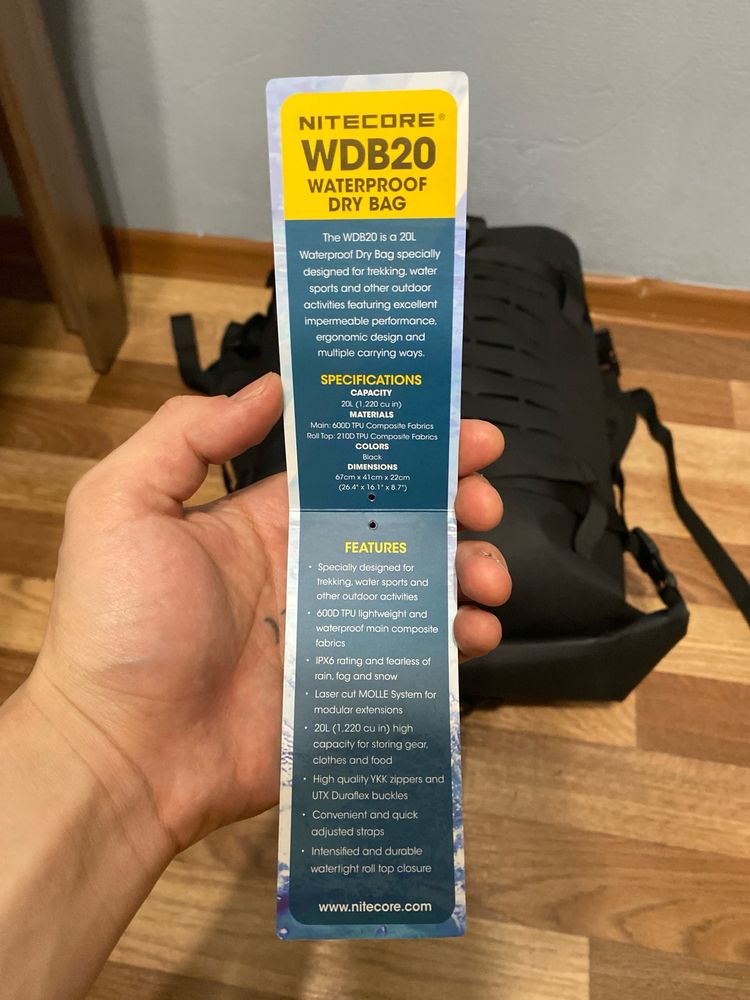 NITECORE®
WDB20
WATERPROOF
DRY BAG
The WDB20 is a 20L
Waterproof Dry Bag specially
designed for trekking, water
sports and other outdoor
activities featuring excellent
impermeable performance,
ergonomic design and
multiple carrying ways.
SPECIFICATIONS
CAPACITY
20L (1,220 cu in)
MATERIALS
Main: 600D TPU Composite Fabrics
Roll Top: 210D TPU Composite Fabrics
COLORS
Black
DIMENSIONS
67cm x 41cm x 22cm
(26.4" x 16.1" x 8.7")
FEATURES
• Specially designed for
trekking, water sports and
other outdoor activities
• 600D TPU lightweight and
waterproof main composite
fabrics
• IPX6 rating and fearless of
rain, fog and snow
• Laser cut MOLLE System for
modular extensions
• 20L (1,220 cu in) high
capacity for storing gear,
clothes and food
• High quality YKK zippers and
UTX Duraflex buckles
• Convenient and quick
adjusted straps
• Intensified and durable
watertight roll top closure
www.nitecore.com